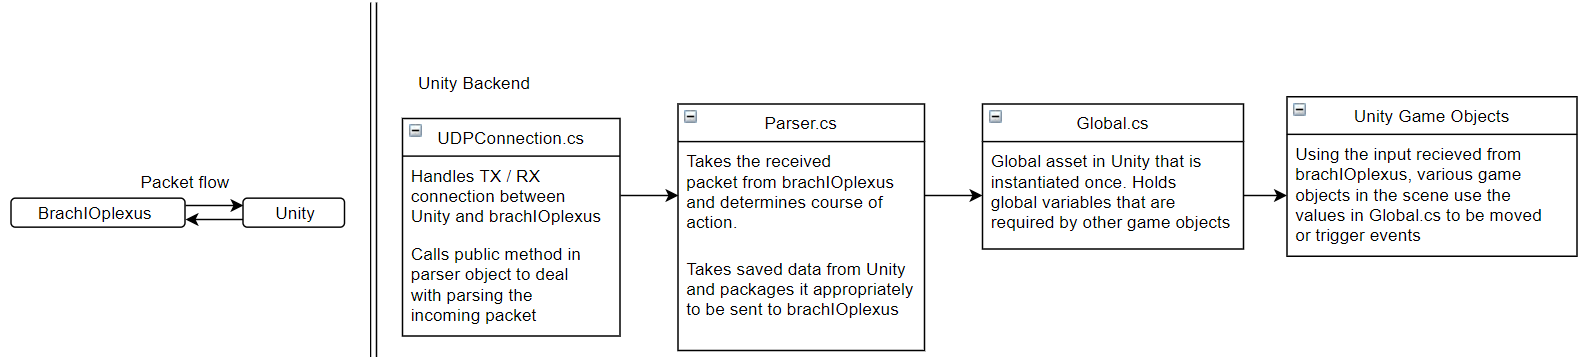 Packet flow
BrachIOplexus
Unity
Unity Backend
UDPConnection.cs
Handles TX / RX
connection between
Unity and brachIOplexus
Calls public method in
parser object to deal
with parsing the
incoming packet
Parser.cs
Takes the received
packet from brachIOplexus
and determines course of
action.
Takes saved data from Unity
and packages it appropriately
to be sent to brachIOplexus
Global.cs
Global asset in Unity that is
instantiated once. Holds
global variables that are
required by other game objects
Unity Game Objects
Using the input recieved from
brachIOplexus, various game
objects in the scene use the
values in Global.cs to be moved
or trigger events